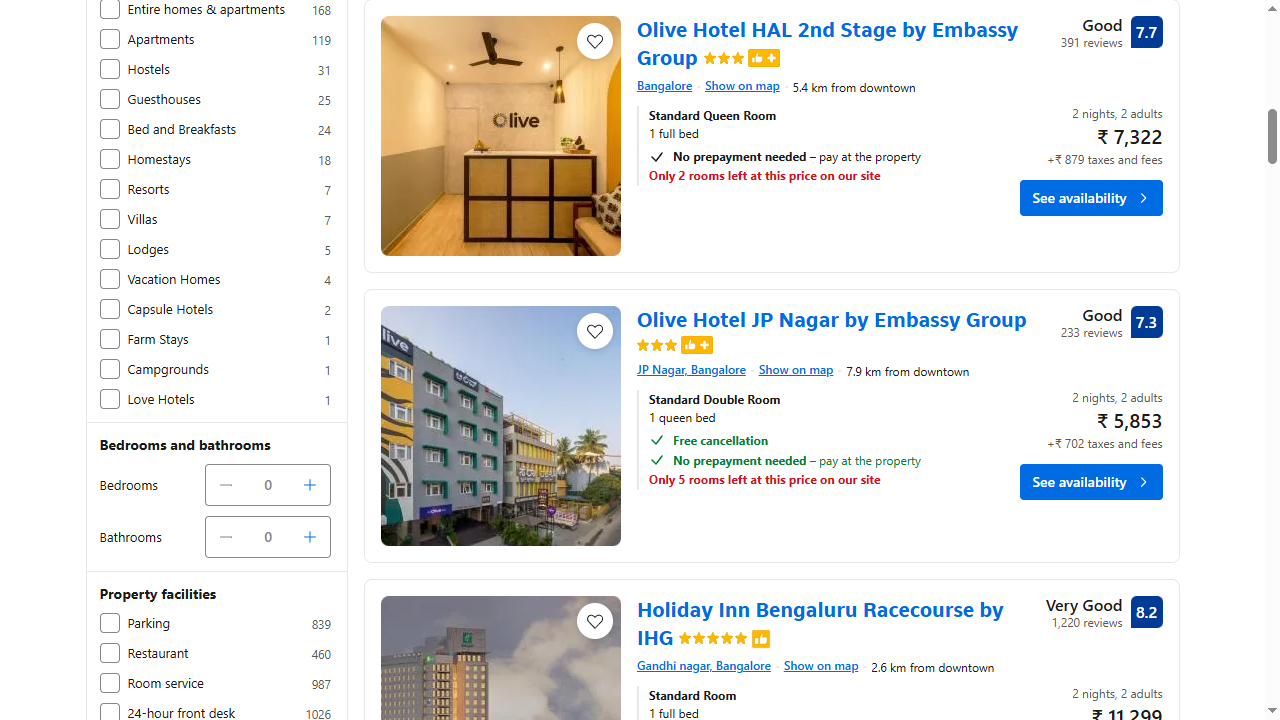 Entire homes & apartments 168
Apartments 119
Hostels 31
Guesthouses 25
Bed and Breakfasts 24
Homestays 18
Resorts 7
Villas 7
Lodges 5
Vacation Homes 4
Capsule Hotels 2
Farm Stays 1
Campgrounds 1
Love Hotels 1
Bedrooms and bathrooms
Bedrooms 0
Bathrooms 0
Property facilities
Parking 839
Restaurant 460
Room service 987
24-hour front desk 1026
Olive
Olive Hotel HAL 2nd Stage by Embassy
Group
Bangalore Show on map 5.4 km from downtown
Good
391 reviews
7.7
Standard Queen Room
1 full bed
No prepayment needed – pay at the property
Only 2 rooms left at this price on our site
2 nights, 2 adults
₹ 7,322
+₹ 879 taxes and fees
See availability
live
Olive Hotel JP Nagar by Embassy Group
JP Nagar, Bangalore Show on map 7.9 km from downtown
Good
233 reviews
7.3
Standard Double Room
1 queen bed
Free cancellation
No prepayment needed – pay at the property
Only 5 rooms left at this price on our site
2 nights, 2 adults
₹ 5,853
+₹ 702 taxes and fees
See availability
Holiday Inn Bengaluru Racecourse by
IHG
Gandhi nagar, Bangalore Show on map 2.6 km from downtown
Very Good
1,220 reviews
8.2
Standard Room
1 full bed
2 nights, 2 adults
₹ 11,299